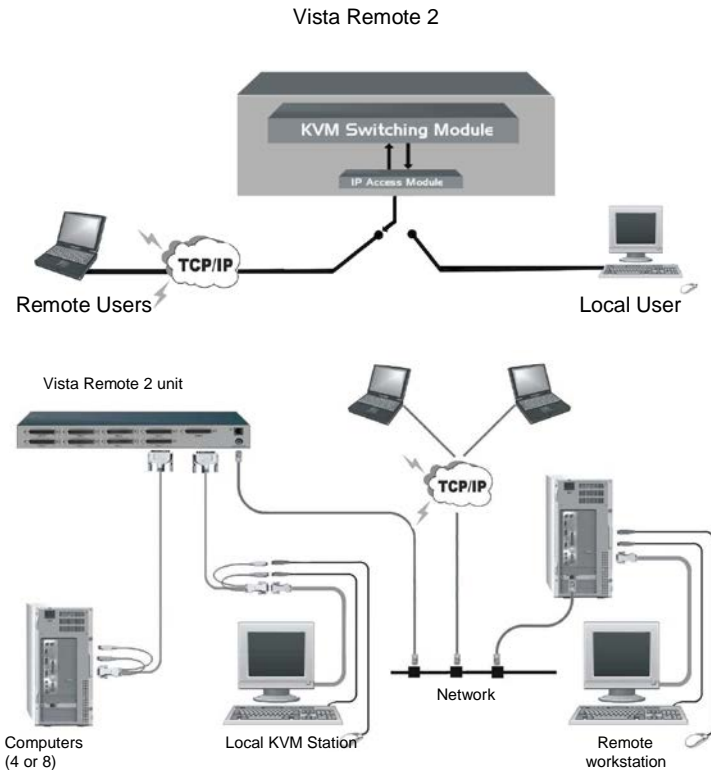 Vista Remote 2
KVM Switching Module
IP Access Module
TCP/IP
Remote Users
Local User
Vista Remote 2 unit
TCP/IP
Network
Computers
(4 or 8)
Local KVM Station
Remote
workstation